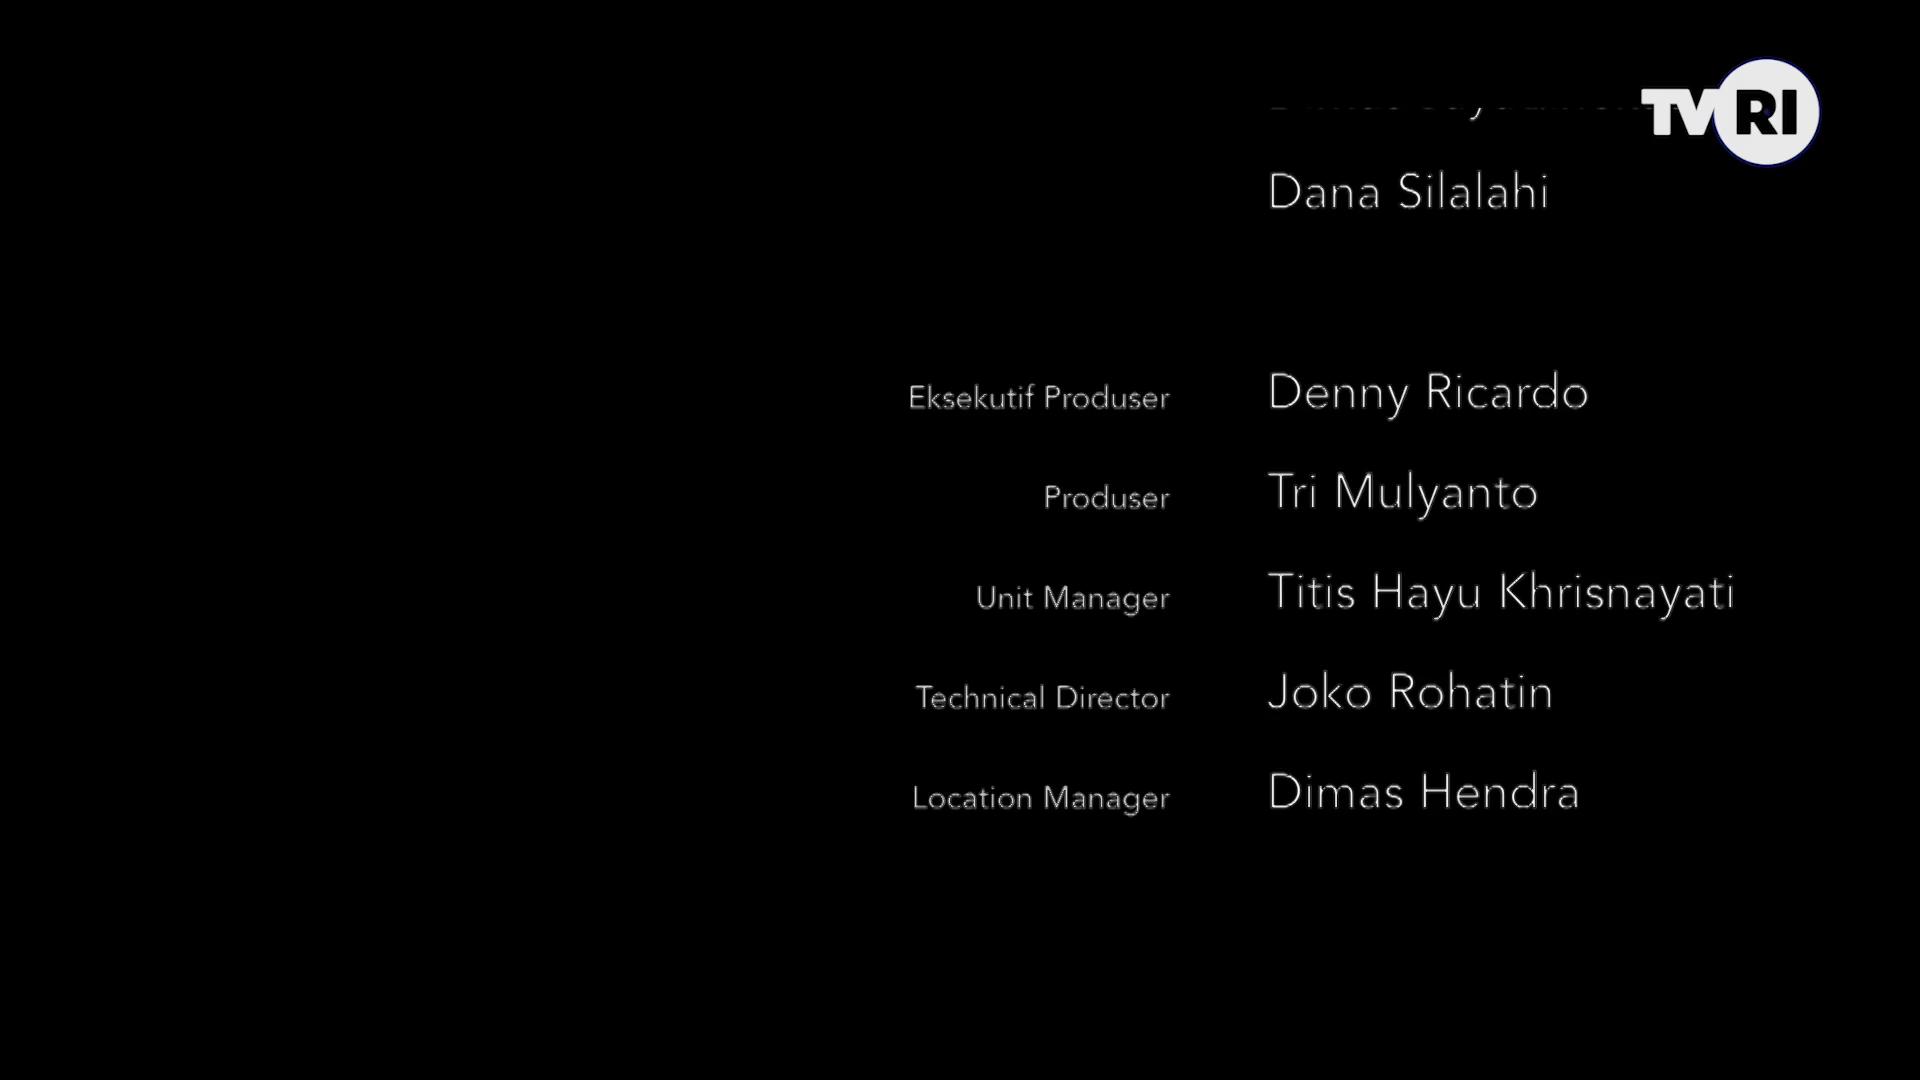 TVRI
Dana Silalahi
Eksekutif Produser Denny Ricardo
Produser Tri Mulyanto
Unit Manager Titis Hayu Khrisnayati
Technical Director Joko Rohatin
Location Manager Dimas Hendra